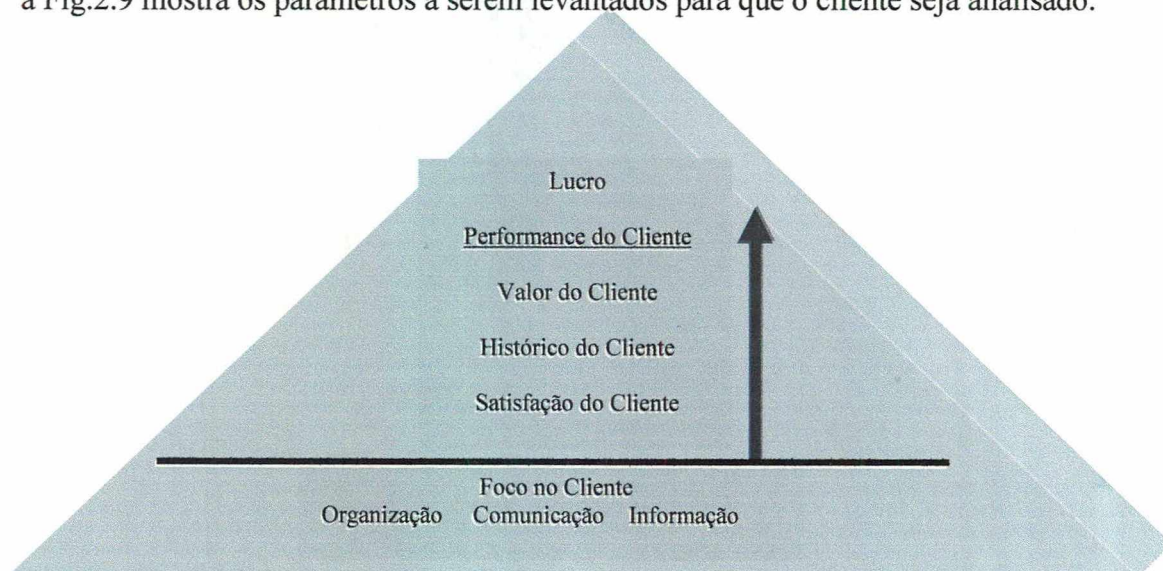 a Fig.2.9 mostra os parâmetros a serem levantados para que o cliente seja analisado.
Lucro
Performance do Cliente
Valor do Cliente
Histórico do Cliente
Satisfação do Cliente
Foco no Cliente
Organização Comunicação Informação